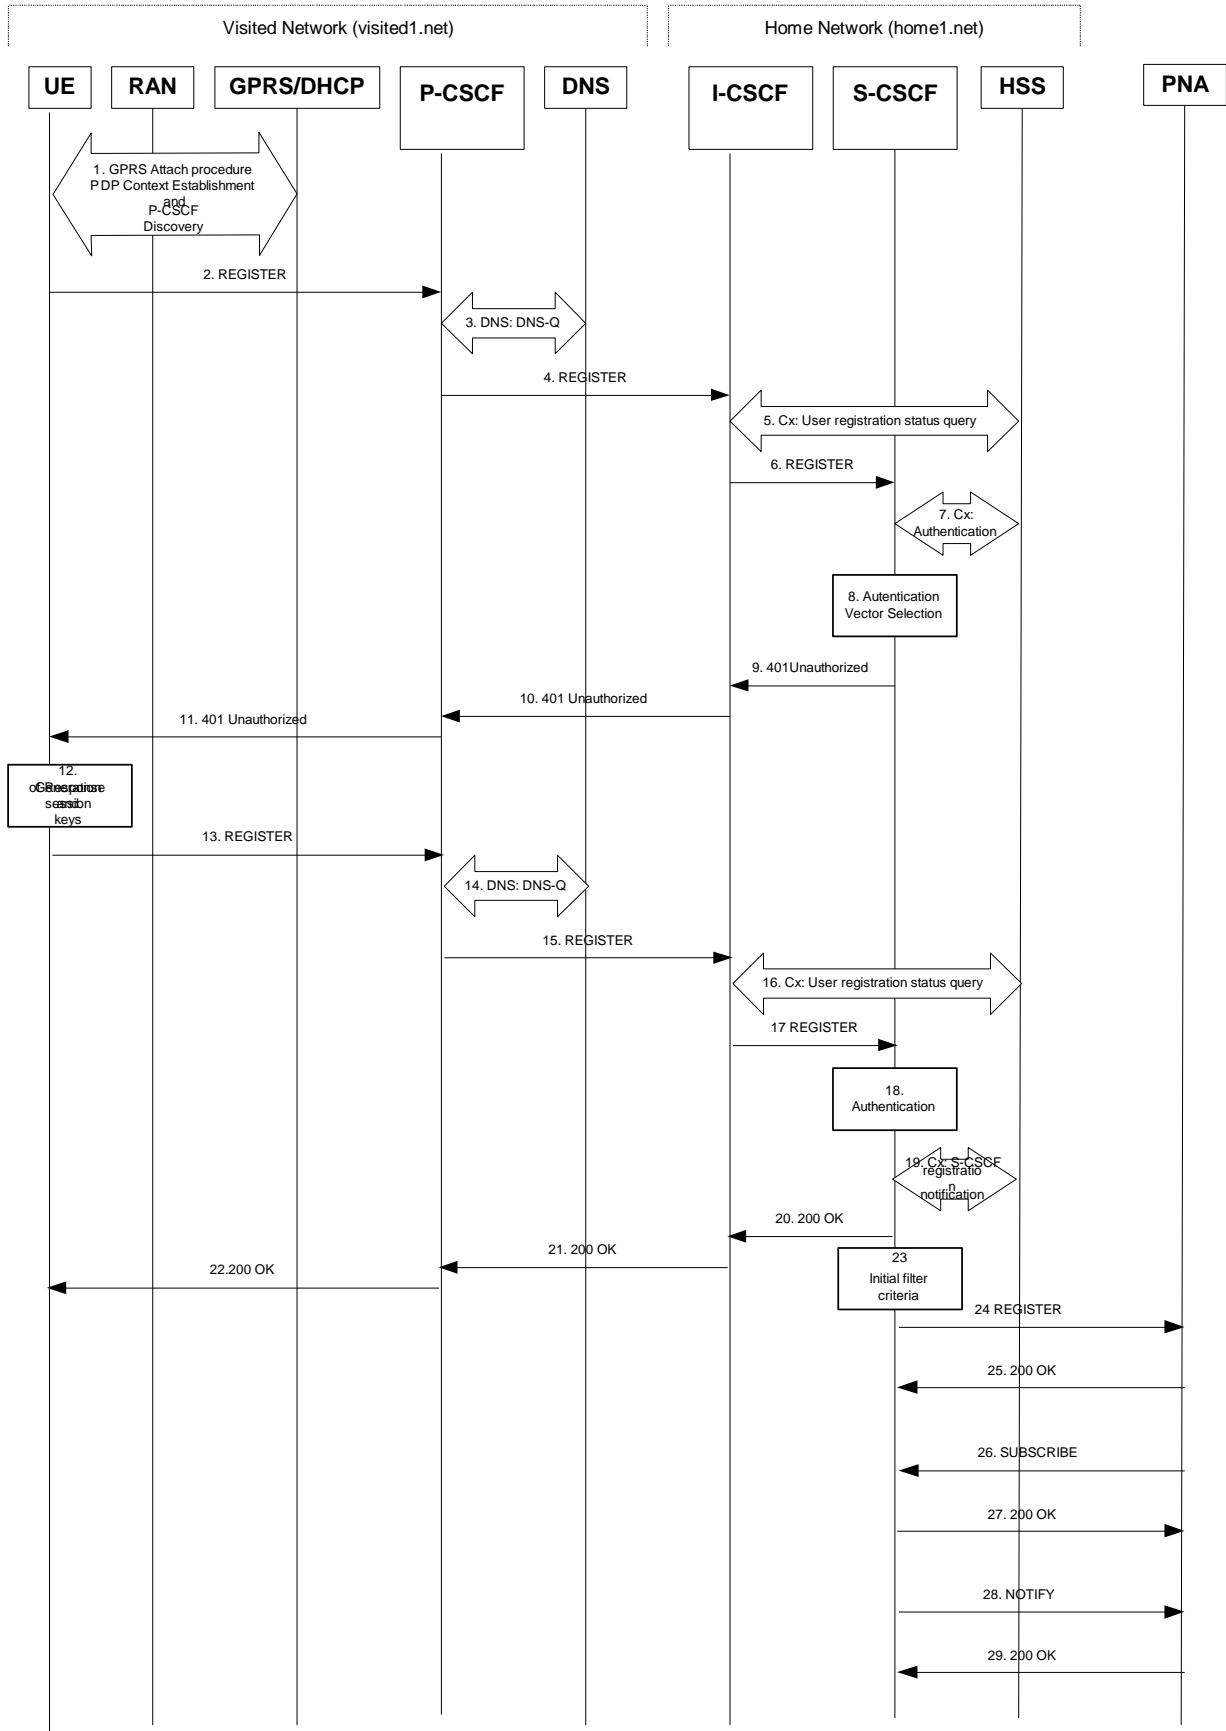 Visited Network (visited1.net)
Home Network (home1.net)
UE
RAN
GPRS/DHCP
P-CSCF
DNS
I-CSCF
S-CSCF
HSS
PNA
1. GPRS Attach procedure
PDP Context Establishment
and
P-CSCF
Discovery
2. REGISTER
3. DNS: DNS-Q
4. REGISTER
5. Cx: User registration status query
6. REGISTER
7. Cx:
Authentication
8. Autentication
Vector Selection
9. 401Unauthorized
10. 401 Unauthorized
11. 401 Unauthorized
12.
Generation
of Response
and
session
keys
13. REGISTER
14. DNS: DNS-Q
15. REGISTER
16. Cx: User registration status query
17 REGISTER
18.
Authentication
19. Cx: S-CSCF
registratio
n
notification
20. 200 OK
21. 200 OK
22.200 OK
23
Initial filter
criteria
24 REGISTER
25. 200 OK
26. SUBSCRIBE
27. 200 OK
28. NOTIFY
29. 200 OK